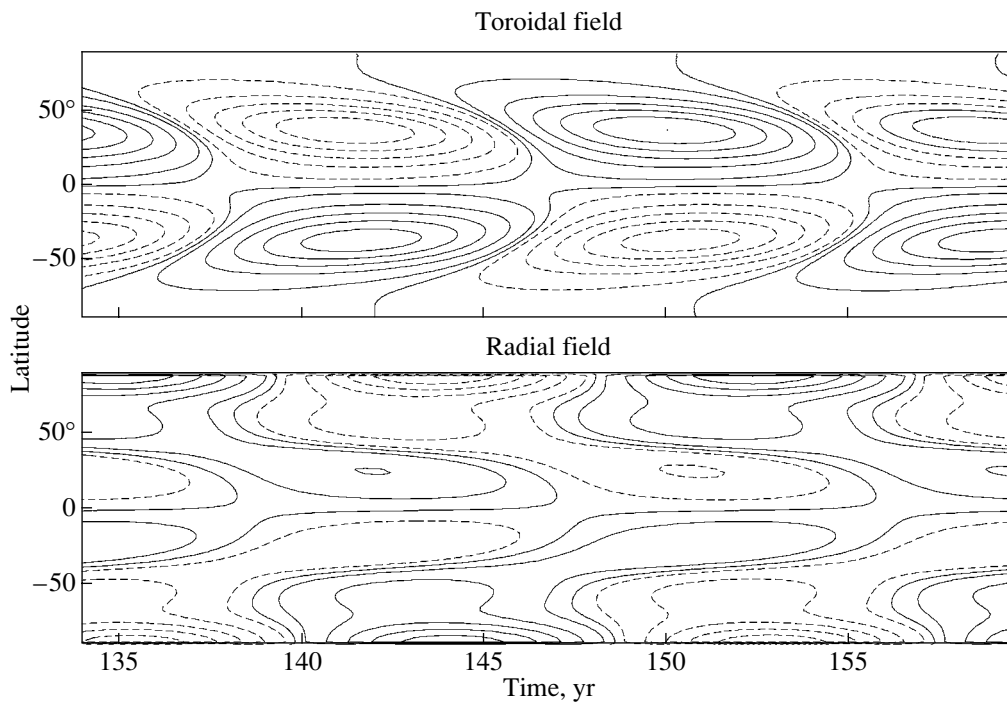 Toroidal field
50°
0
−50
Latitude
Radial field
50°
0
−50
135
140
145
150
155
Time, yr